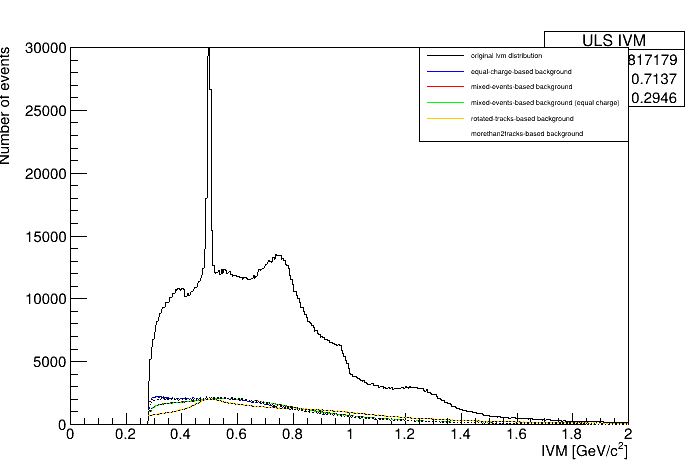 ULS IVM
817179
0.7137
0.2946
original Ivm distribution
equal-charge-based background
mixed-events-based background
mixed-events-based background (equal charge)
rotated-tracks-based background
morethan2tracks-based background
Number of events
30000
25000
20000
15000
10000
5000
0
0 0.2 0.4 0.6 0.8 1 1.2 1.4 1.6 1.8 2
IVM [GeV/c²]